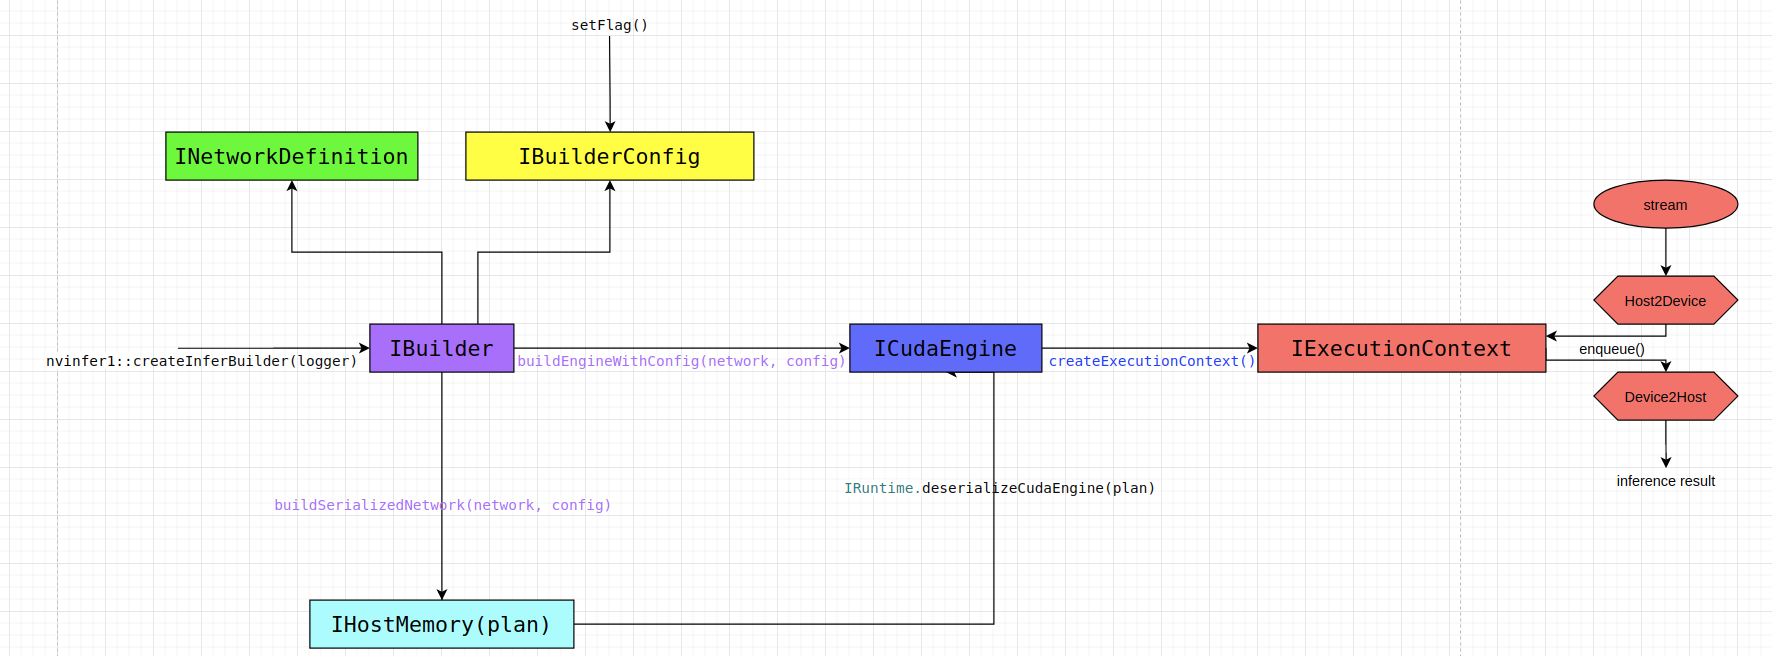 setFlag()
INetworkDefinition
IBuilderConfig
stream
Host2Device
nvinfer1::createInferBuilder(logger)
IBuilder
buildEngineWithConfig(network, config)
ICudaEngine
createExecutionContext()
IExecutionContext
enqueue()
Device2Host
inference result
IRuntime.deserializeCudaEngine(plan)
buildSerializedNetwork(network, config)
IHostMemory(plan)